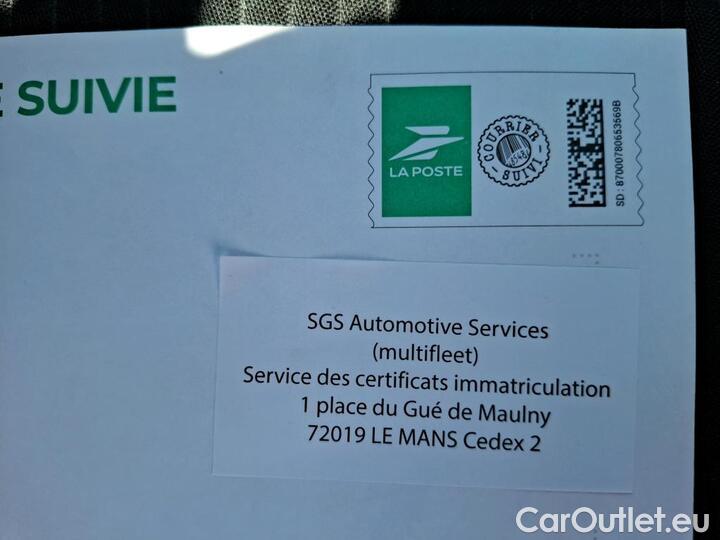 E SUIVIE
LA POSTE
COURRIER
SUIVI
SD : 87000780653569B
SGS Automotive Services
(multifleet)
Service des certificats immatriculation
1 place du Gué de Maulny
72019 LE MANS Cedex 2
CarOutlet.eu